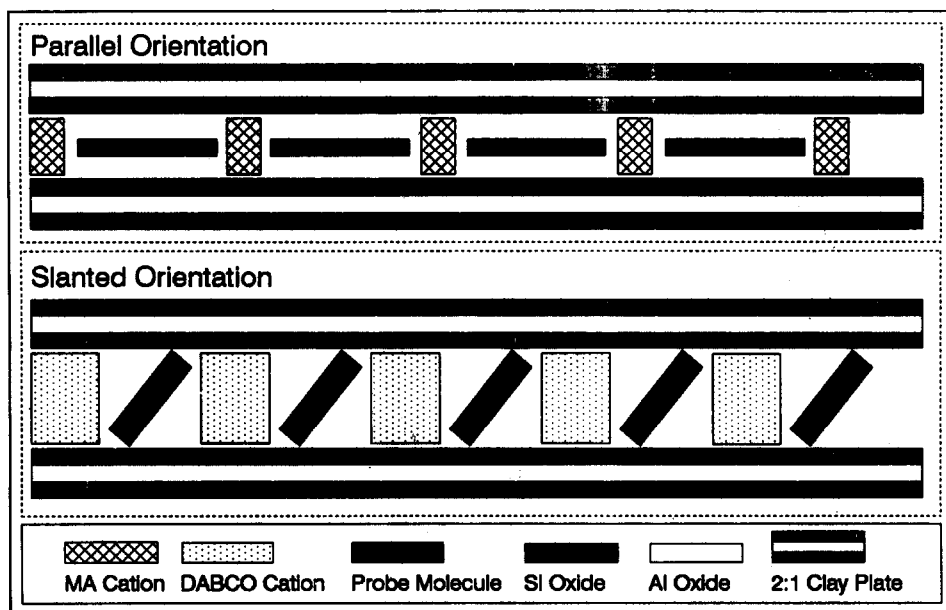 Parallel Orientation
Slanted Orientation
MA Cation DABCO Cation Probe Molecule Si Oxide Al Oxide 2:1 Clay Plate